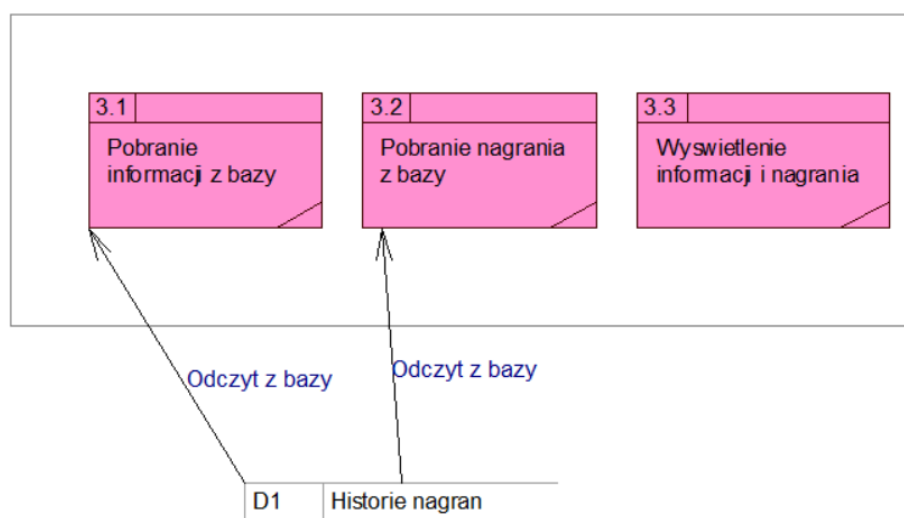 3.1
Pobranie
informacji z bazy
3.2
Pobranie nagrania
z bazy
3.3
Wyswietlenie
informacji i nagrania
Odczyt z bazy
Odczyt z bazy
D1 Historie nagran